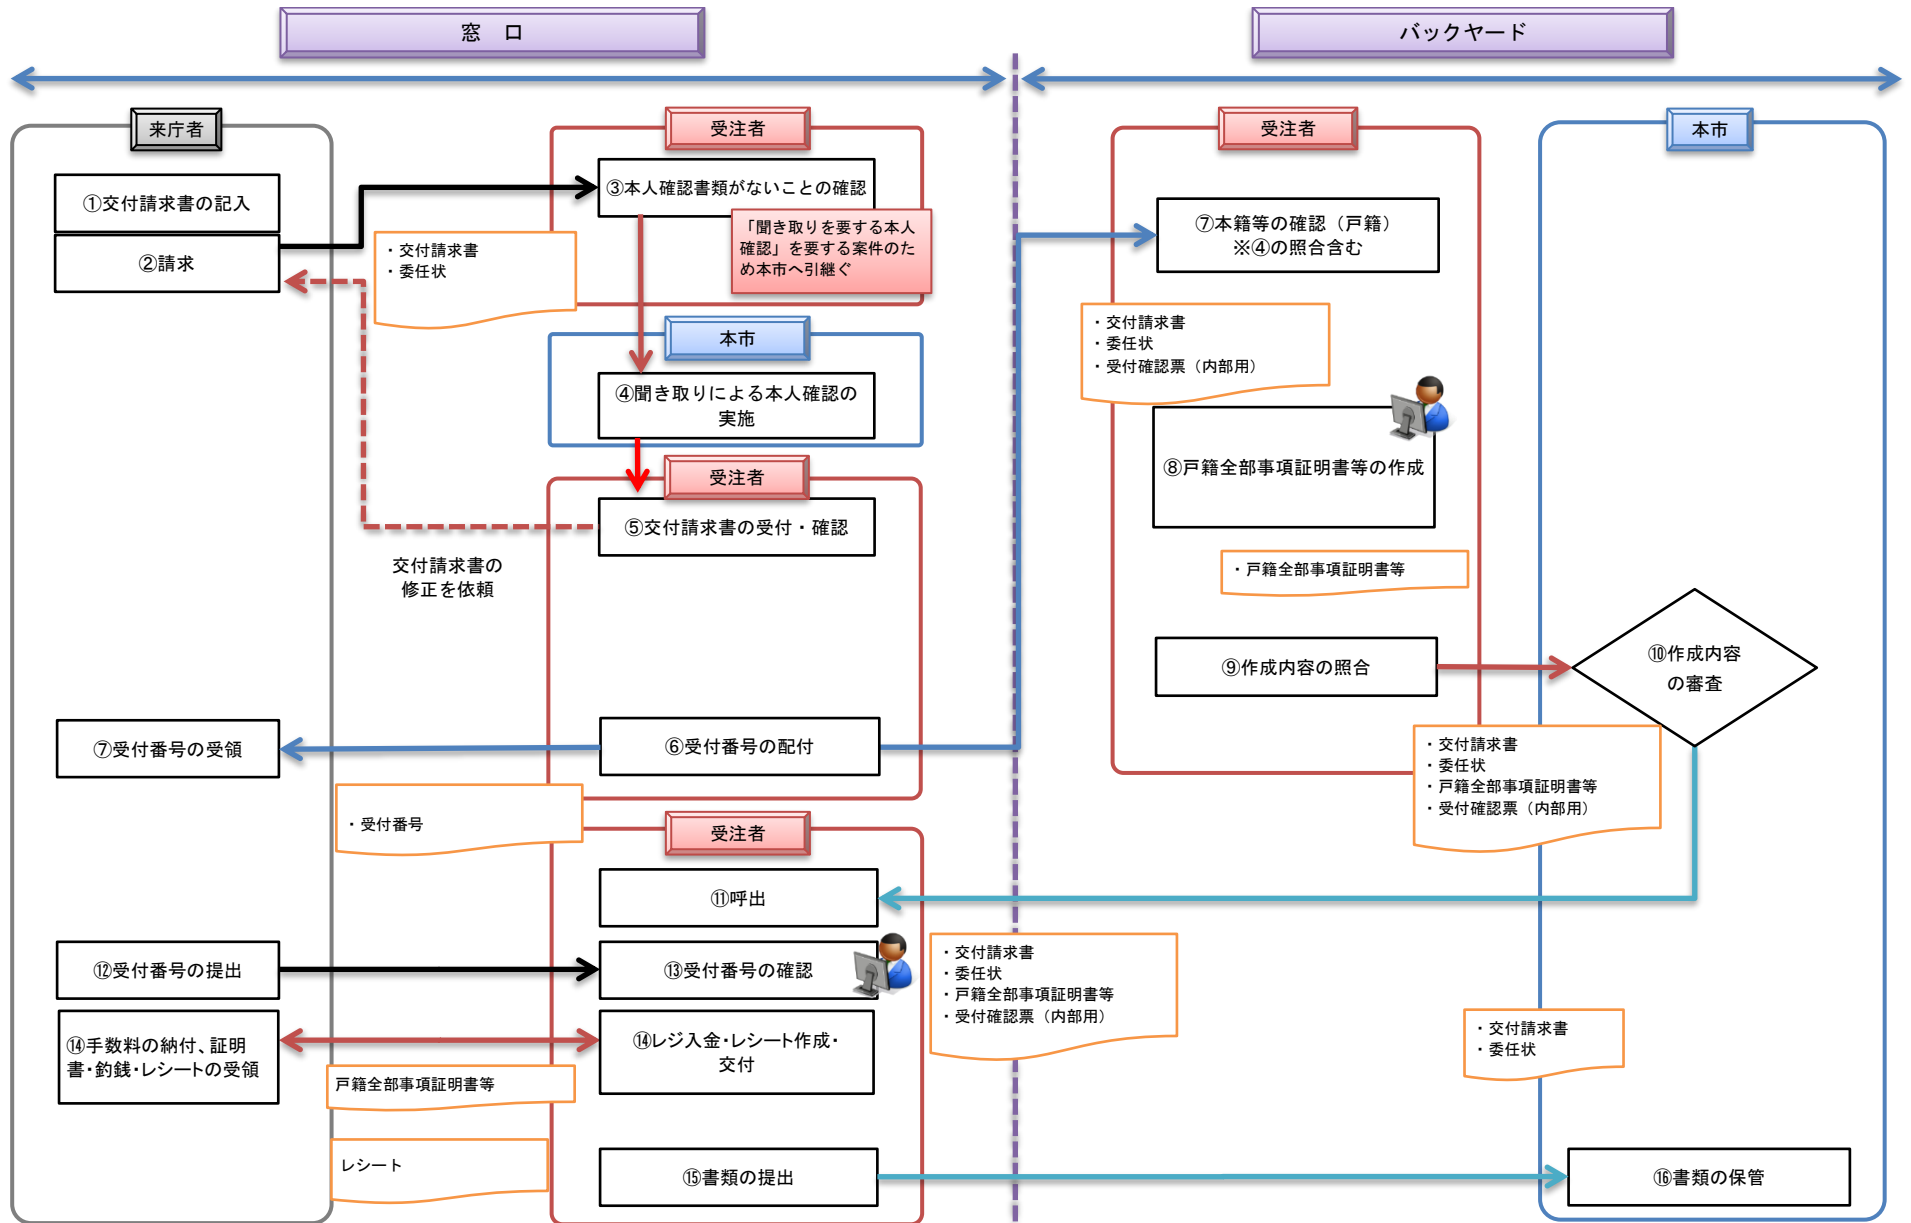 窓　口
バックヤード
来庁者
受注者
受注者
本市
①交付請求書の記入
②請求
③本人確認書類がないことの確認
「聞き取りを要する本人
確認」を要する案件のた
め本市へ引継ぐ
・交付請求書
・委任状
⑦本籍等の確認（戸籍）
※④の照合含む
・交付請求書
・委任状
・受付確認票（内部用）
本市
④聞き取りによる本人確認の
実施
⑧戸籍全部事項証明書等の作成
受注者
⑤交付請求書の受付・確認
交付請求書の
修正を依頼
・戸籍全部事項証明書等
⑨作成内容の照合
⑩作成内容
の審査
⑦受付番号の受領
⑥受付番号の配付
・交付請求書
・委任状
・戸籍全部事項証明書等
・受付確認票（内部用）
・受付番号
受注者
⑪呼出
⑫受付番号の提出
⑬受付番号の確認
・交付請求書
・委任状
・戸籍全部事項証明書等
・受付確認票（内部用）
⑭手数料の納付、証明
書・釣銭・レシートの受領
⑭レジ入金・レシート作成・
交付
・交付請求書
・委任状
戸籍全部事項証明書等
レシート
⑮書類の提出
⑯書類の保管